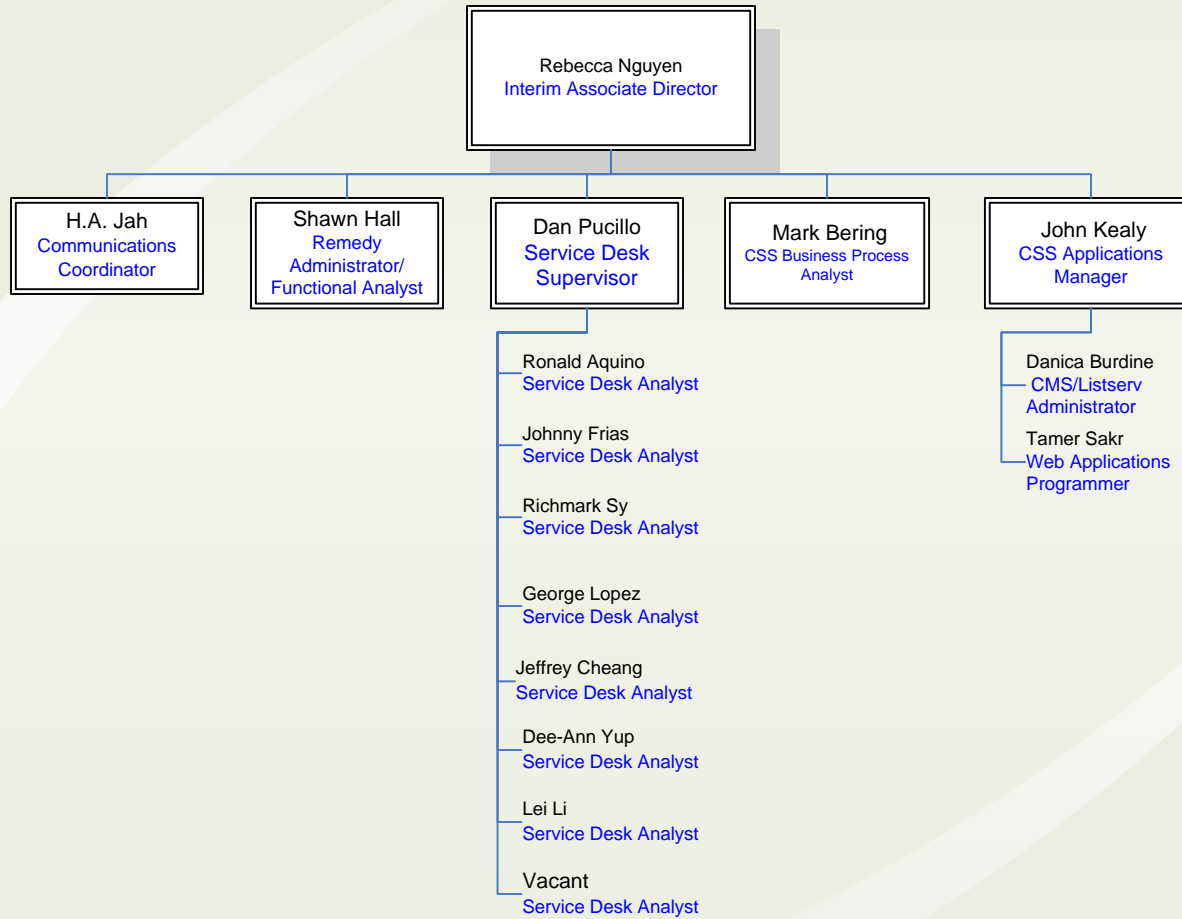 Rebecca Nguyen
Interim Associate Director
H.A. Jah
Communications
Coordinator
Shawn Hall
Remedy
Administrator/
Functional Analyst
Dan Pucillo
Service Desk
Supervisor
Mark Bering
CSS Business Process
Analyst
John Kealy
CSS Applications
Manager
Ronald Aquino
Service Desk Analyst
Johnny Frias
Service Desk Analyst
Richmark Sy
Service Desk Analyst
George Lopez
Service Desk Analyst
Jeffrey Cheang
Service Desk Analyst
Dee-Ann Yup
Service Desk Analyst
Lei Li
Service Desk Analyst
Vacant
Service Desk Analyst
Danica Burdine
CMS/Listserv
Administrator
Tamer Sakr
Web Applications
Programmer